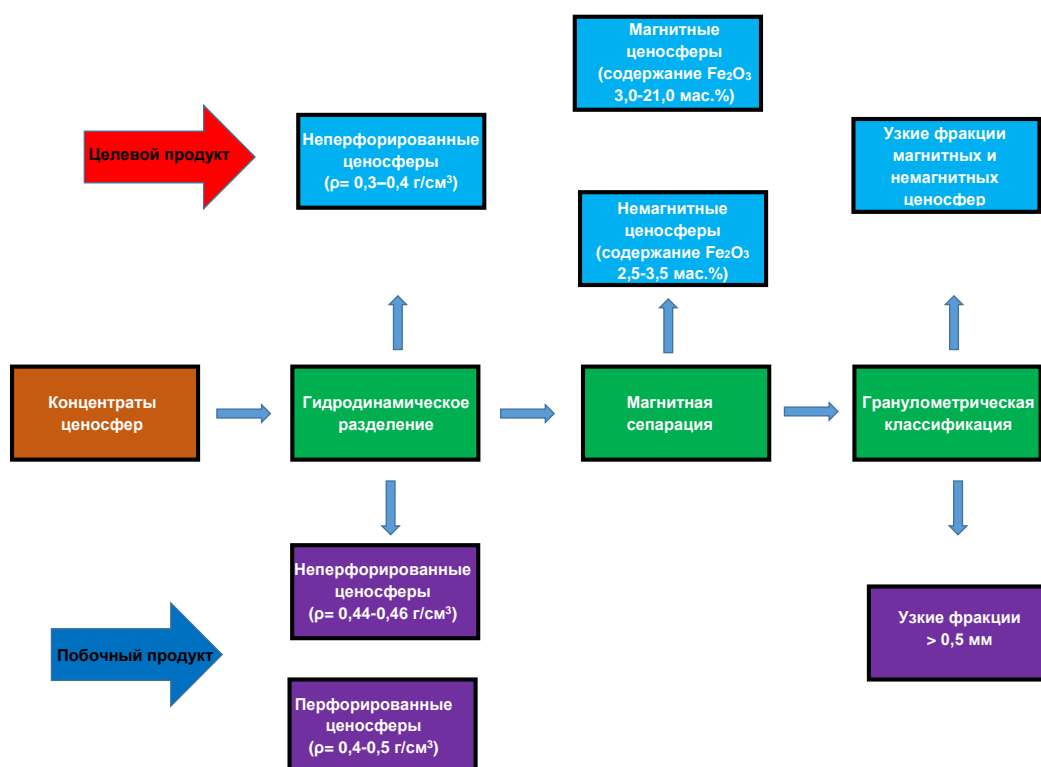 Магнитные
ценосферы
(содержание Fe₂O₃
3,0-21,0 мас.%)
Целевой продукт
Неперфорированные
ценосферы
(ρ= 0,3–0,4 г/см³)
Узкие фракции
магнитных и
немагнитных
ценосфер
Немагнитные
ценосферы
(содержание Fe₂O₃
2,5-3,5 мас.%)
Концентраты
ценосфер
Гидродинамическое
разделение
Магнитная
сепарация
Гранулометрическая
классификация
Неперфорированные
ценосферы
(ρ= 0,44-0,46 г/см³)
Узкие фракции
> 0,5 мм
Побочный продукт
Перфорированные
ценосферы
(ρ= 0,4-0,5 г/см³)